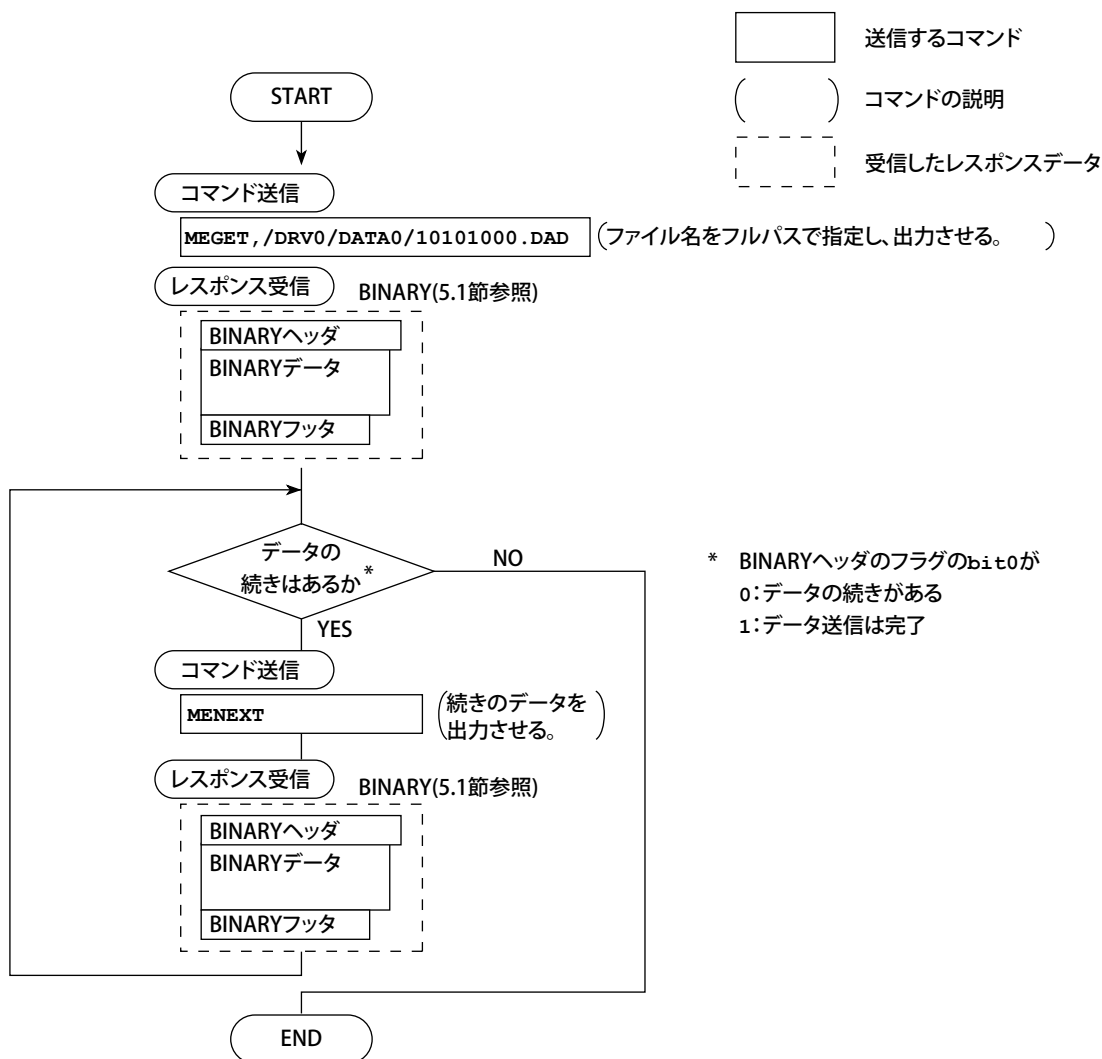 送信するコマンド
START
コマンドの説明
受信したレスポンスデータ
コマンド送信
MEGET,/DRV0/DATA0/10101000.DAD
(ファイル名をフルパスで指定し、出力させる。 )
レスポンス受信
BINARY(5.1節参照)
BINARYヘッダ
BINARYデータ
BINARYフッタ
データの
続きはあるか*
NO
YES
* BINARYヘッダのフラグのbit0が
0:データの続きがある
1:データ送信は完了
コマンド送信
MENEXT
(続きのデータを
出力させる。 )
レスポンス受信
BINARY(5.1節参照)
BINARYヘッダ
BINARYデータ
BINARYフッタ
END